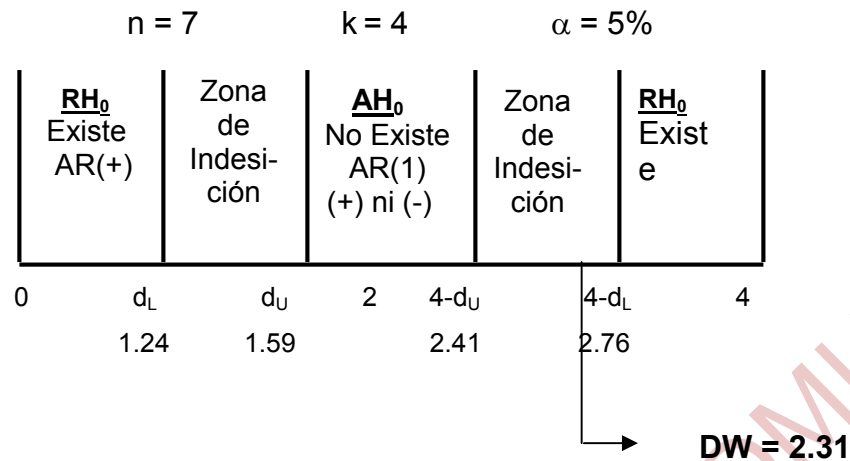 n = 7 k = 4 α = 5%
RH₀
Existe
AR(+)
Zona
de
Indesi-
ción
AH₀
No Existe
AR(1)
(+) ni (-)
Zona
de
Indesi-
ción
RH₀
Exist
e
0 dL dU 2 4-dU 4-dL 4
1.24 1.59 2.41 2.76
DW = 2.31